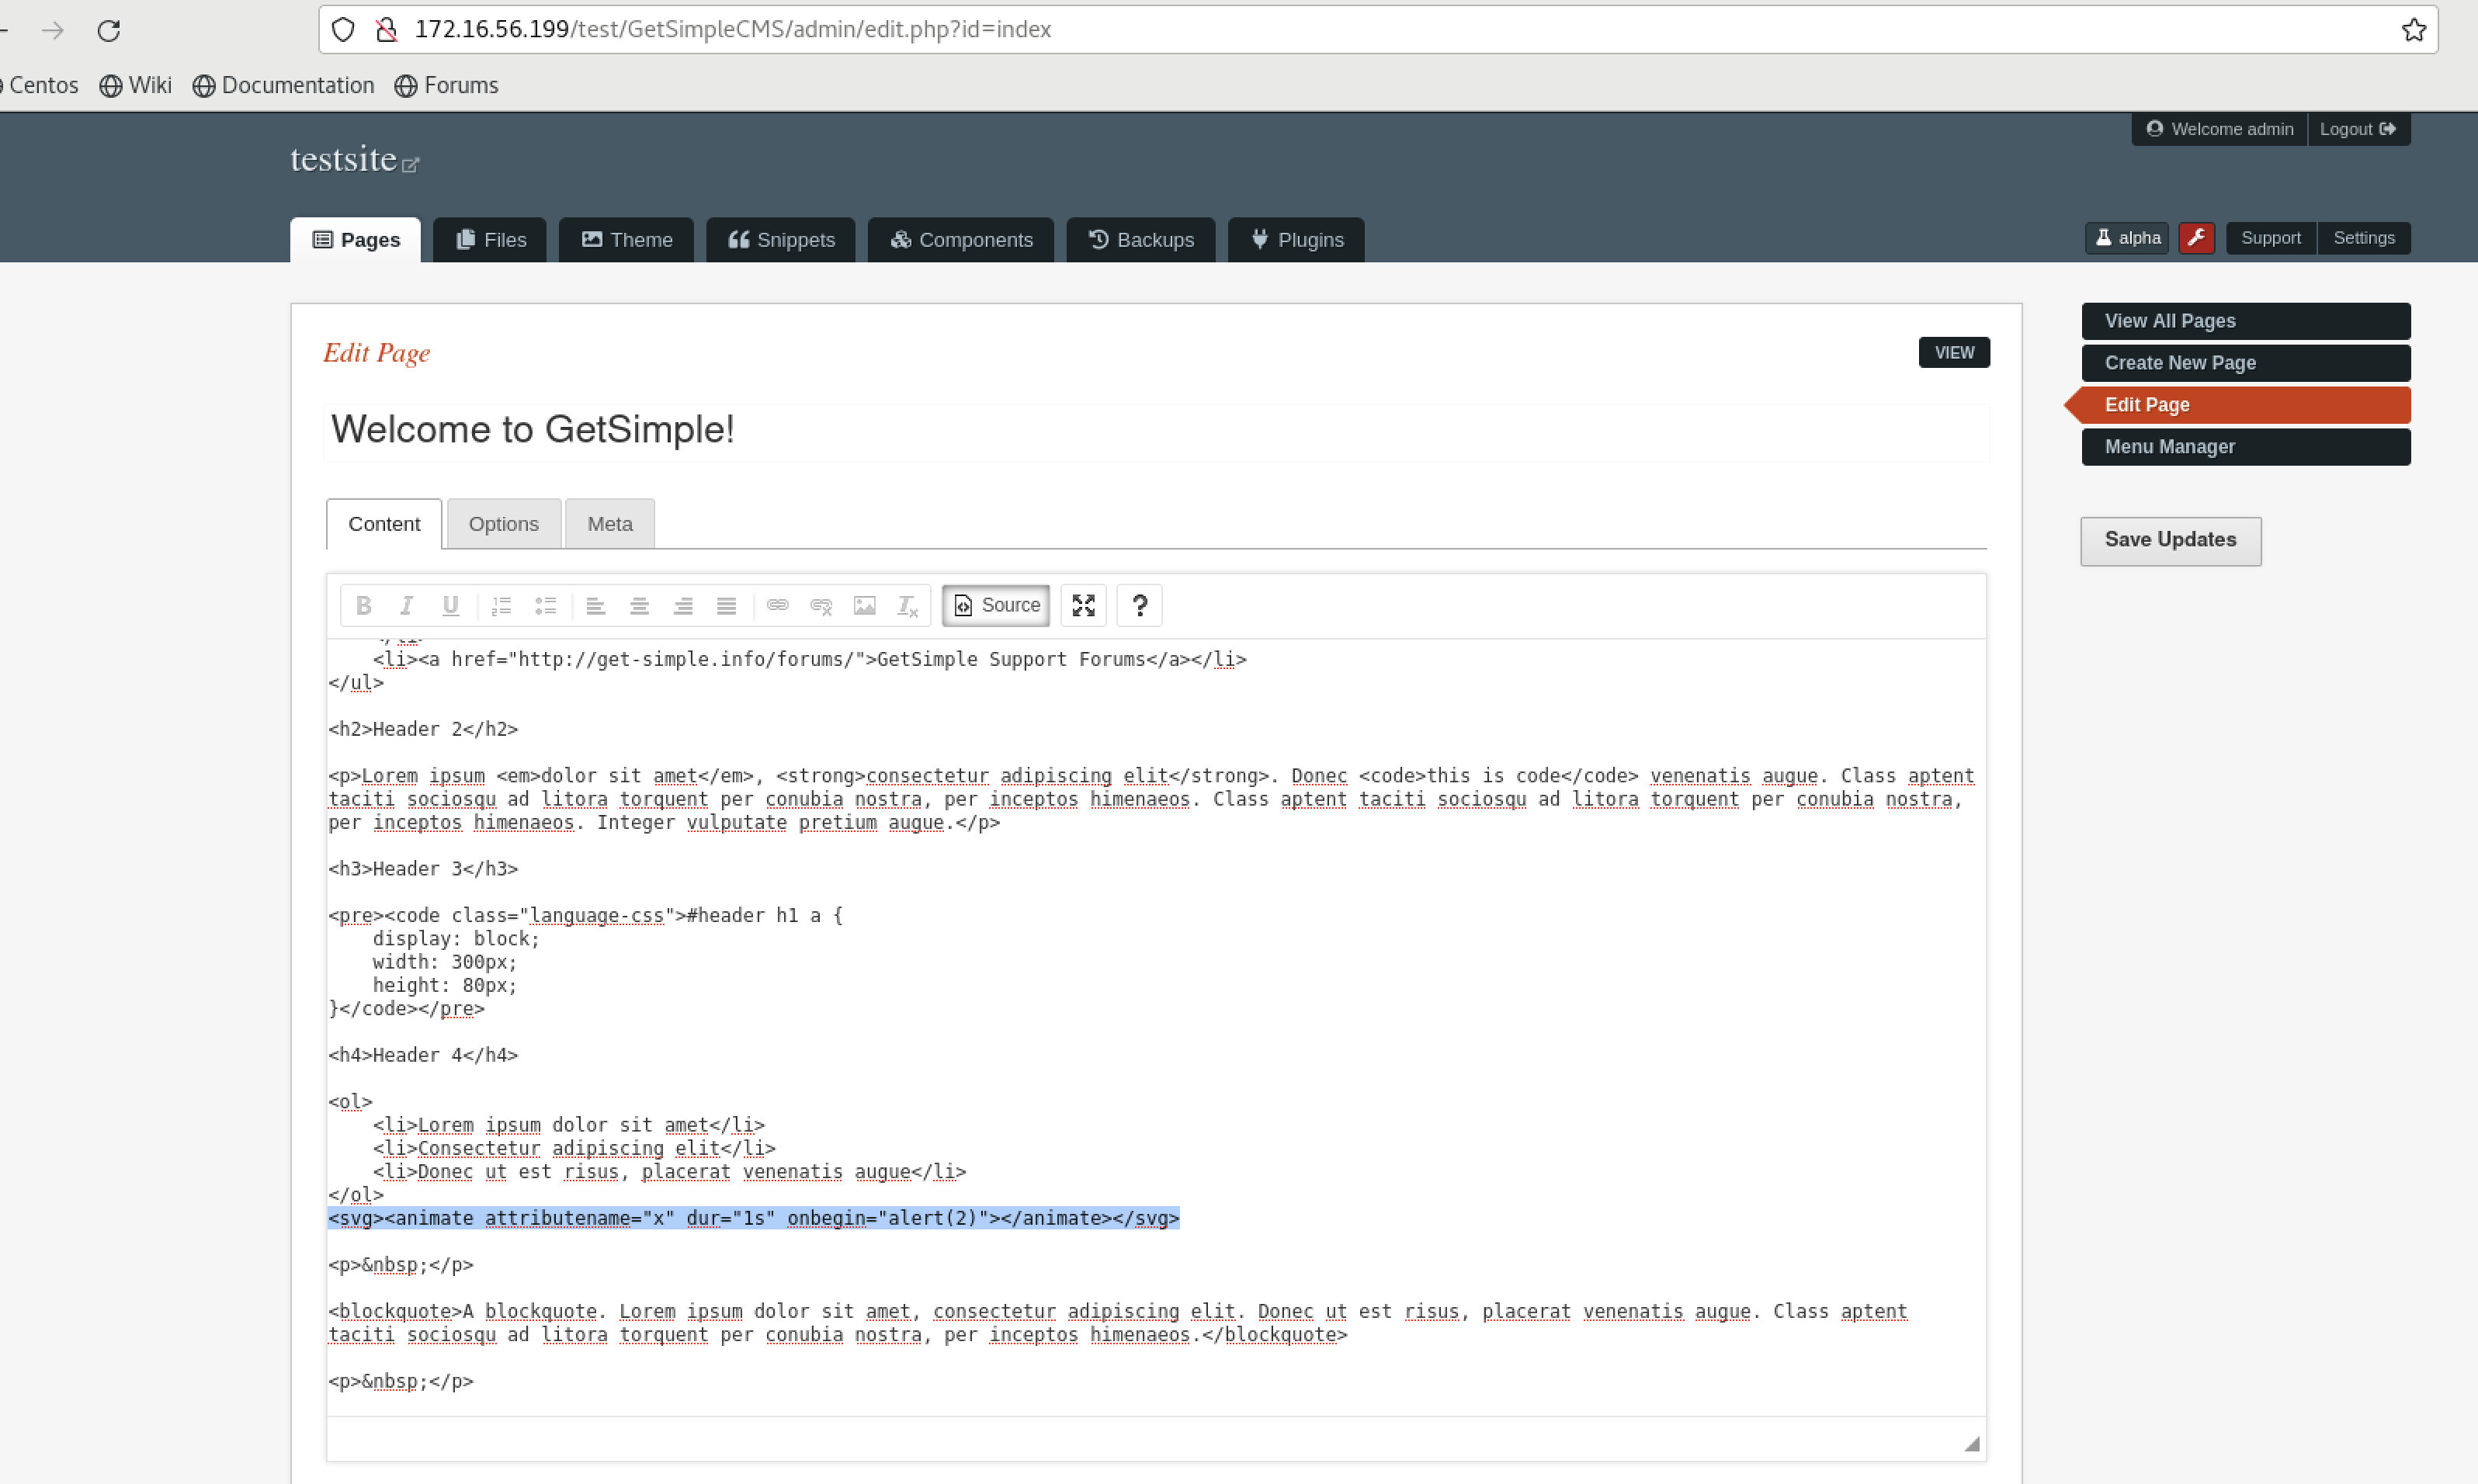 172.16.56.199/test/GetSimpleCMS/admin/edit.php?id=index
Centos Wiki Documentation Forums
Welcome admin Logout
testsite
Pages Files Theme Snippets Components Backups Plugins alpha Support Settings
View All Pages
Create New Page
Edit Page
Menu Manager
Save Updates
Edit Page VIEW
Welcome to GetSimple!
Content Options Meta
B I U Source ?
</li>
<li><a href="http://get-simple.info/forums/">GetSimple Support Forums</a></li>
</ul>
<h2>Header 2</h2>
<p>Lorem ipsum <em>dolor sit amet</em>, <strong>consectetur adipiscing elit</strong>. Donec <code>this is code</code> venenatis augue. Class aptent
taciti sociosqu ad litora torquent per conubia nostra, per inceptos himenaeos. Class aptent taciti sociosqu ad litora torquent per conubia nostra,
per inceptos himenaeos. Integer vulputate pretium augue.</p>
<h3>Header 3</h3>
<pre><code class="language-css">#header h1 a {
display: block;
width: 300px;
height: 80px;
}</code></pre>
<h4>Header 4</h4>
<ol>
<li>Lorem ipsum dolor sit amet</li>
<li>Consectetur adipiscing elit</li>
<li>Donec ut est risus, placerat venenatis augue</li>
</ol>
<svg><animate attributename="x" dur="1s" onbegin="alert(2)"></animate></svg>
<p>&nbsp;</p>
<blockquote>A blockquote. Lorem ipsum dolor sit amet, consectetur adipiscing elit. Donec ut est risus, placerat venenatis augue. Class aptent
taciti sociosqu ad litora torquent per conubia nostra, per inceptos himenaeos.</blockquote>
<p>&nbsp;</p>